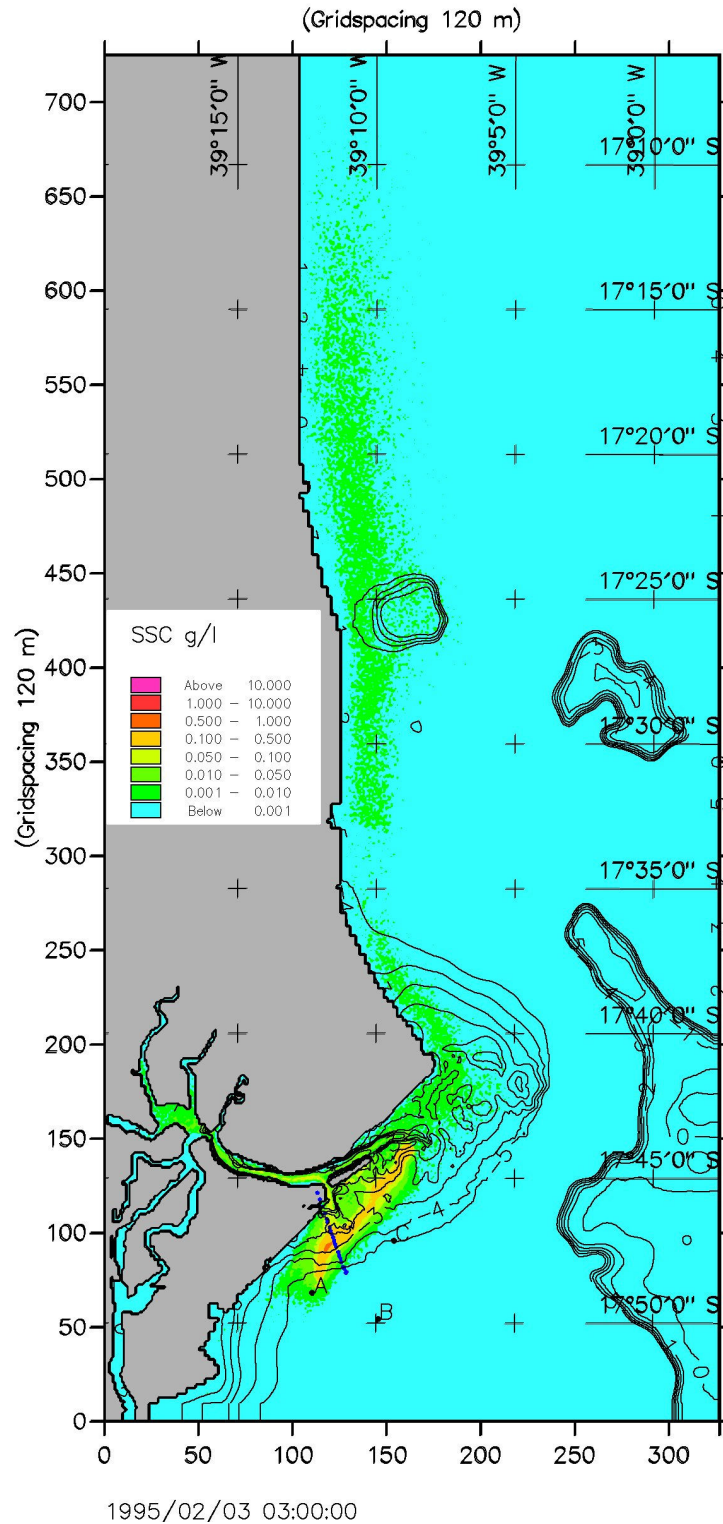 (Gridspacing 120 m)
39°15'0" W
39°10'0" W
39°5'0" W
39°0'0" W
700
17°10'0" S
650
600
17°15'0" S
550
17°20'0" S
500
450
17°25'0" S
SSC g/l
Above 10.000
1.000 - 10.000
0.500 - 1.000
0.100 - 0.500
0.050 - 0.100
0.010 - 0.050
0.001 - 0.010
Below 0.001
(Gridspacing 120 m)
400
17°30'0" S
350
300
17°35'0" S
250
17°40'0" S
200
150
17°45'0" S
100
C
-4
A
B
17°50'0" S
50
0
0 50 100 150 200 250 300
1995/02/03 03:00:00